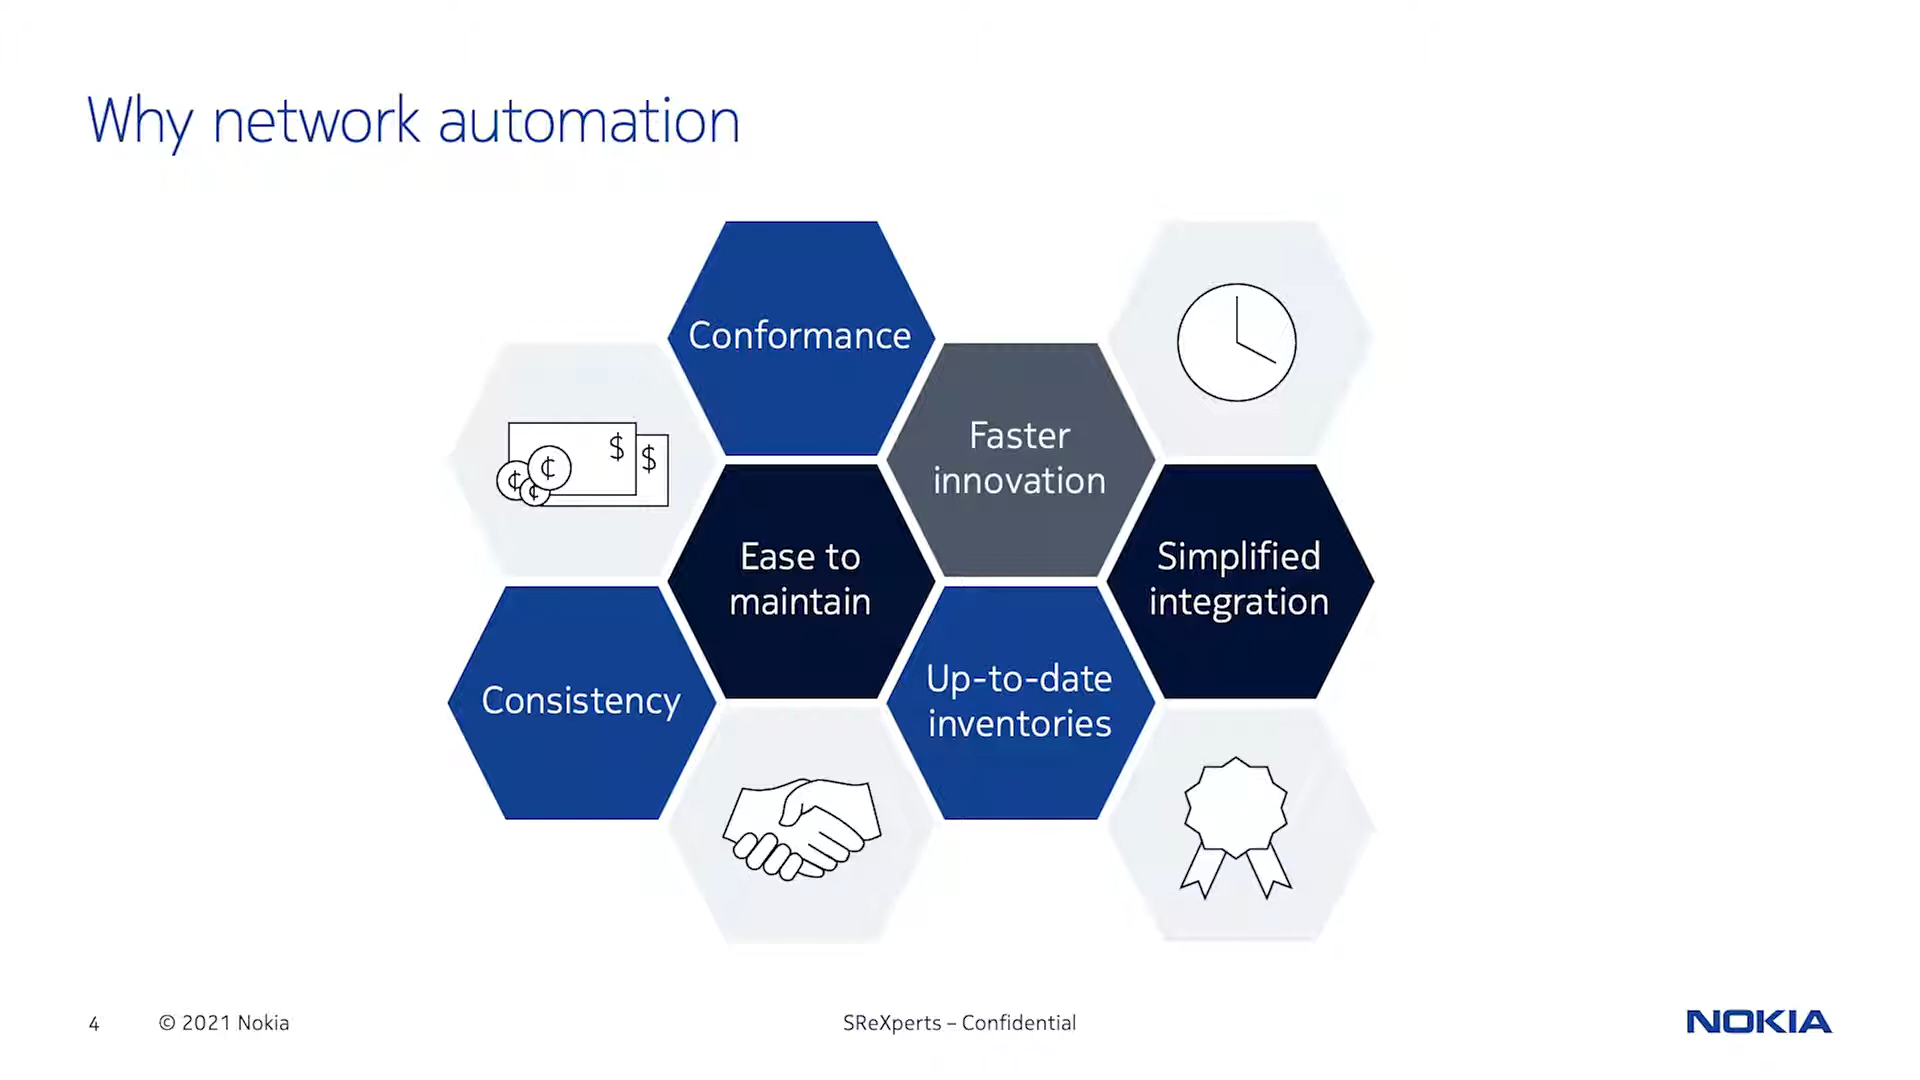 Why network automation
Conformance
Faster
innovation
$
$
¢
¢
¢
Ease to
maintain
Simplified
integration
Consistency
Up-to-date
inventories
4
© 2021 Nokia
SReXperts – Confidential
NOKIA